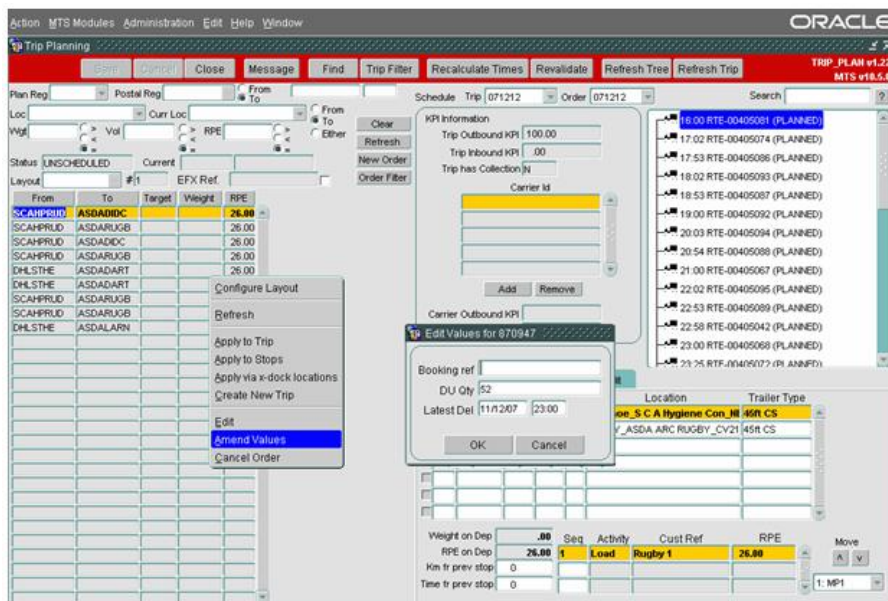 Action MTS Modules Administration Edit Help Window
ORACLE
Trip Planning
Save Cancel Close Message Find Trip Filter Recalculate Times Revalidate Refresh Tree Refresh Trip
TRIP_PLAN v1.22
MTS v10.5.0
Plan Reg Postal Reg From
To
Loc Curr Loc From
To
Either
Wgt > < = Vol > < = RPE > < =
Status UNSCHEDULED Current
Layout #1 EFX Ref.
Clear
Refresh
New Order
Order Filter
From To Target Weight RPE
SCAHPRUD ASDADIDC 26.00
SCAHPRUD ASDARUGB 26.00
SCAHPRUD ASDADIDC 26.00
SCAHPRUD ASDARUGB 26.00
DHLSTHE ASDADART 26.00
DHLSTHE ASDADART
SCAHPRUD ASDARUGB
SCAHPRUD ASDARUGB
DHLSTHE ASDALARN
Configure Layout
Refresh
Apply to Trip
Apply to Stops
Apply via x-dock locations
Create New Trip
Edit
Amend Values
Cancel Order
Schedule Trip 071212 Order 071212 Search ?
KPI Information
Trip Outbound KPI 100.00
Trip Inbound KPI .00
Trip has Collection N
Carrier Id
Add Remove
Carrier Outbound KPI
16:00 RTE-00405081 (PLANNED)
17:02 RTE-00405074 (PLANNED)
17:53 RTE-00405086 (PLANNED)
18:02 RTE-00405093 (PLANNED)
18:53 RTE-00405087 (PLANNED)
19:00 RTE-00405092 (PLANNED)
20:03 RTE-00405094 (PLANNED)
20:54 RTE-00405088 (PLANNED)
21:00 RTE-00405067 (PLANNED)
22:02 RTE-00405095 (PLANNED)
22:53 RTE-00405089 (PLANNED)
22:58 RTE-00405042 (PLANNED)
23:00 RTE-00405068 (PLANNED)
23:25 RTE-00405072 (PLANNED)
Edit Values for 870947
Booking ref
DU Qty 52
Latest Del 11/12/07 23:00
OK Cancel
Location Trailer Type
hoe_S C A Hygiene Con_NE 45ft CS
Y_ASDA ARC RUGBY_CV21 45ft CS
Weight on Dep .00
RPE on Dep 26.00
Km fr prev stop 0
Time fr prev stop 0
Seq Activity Cust Ref RPE
1 Load Rugby 1 26.00
Move
1: MP1